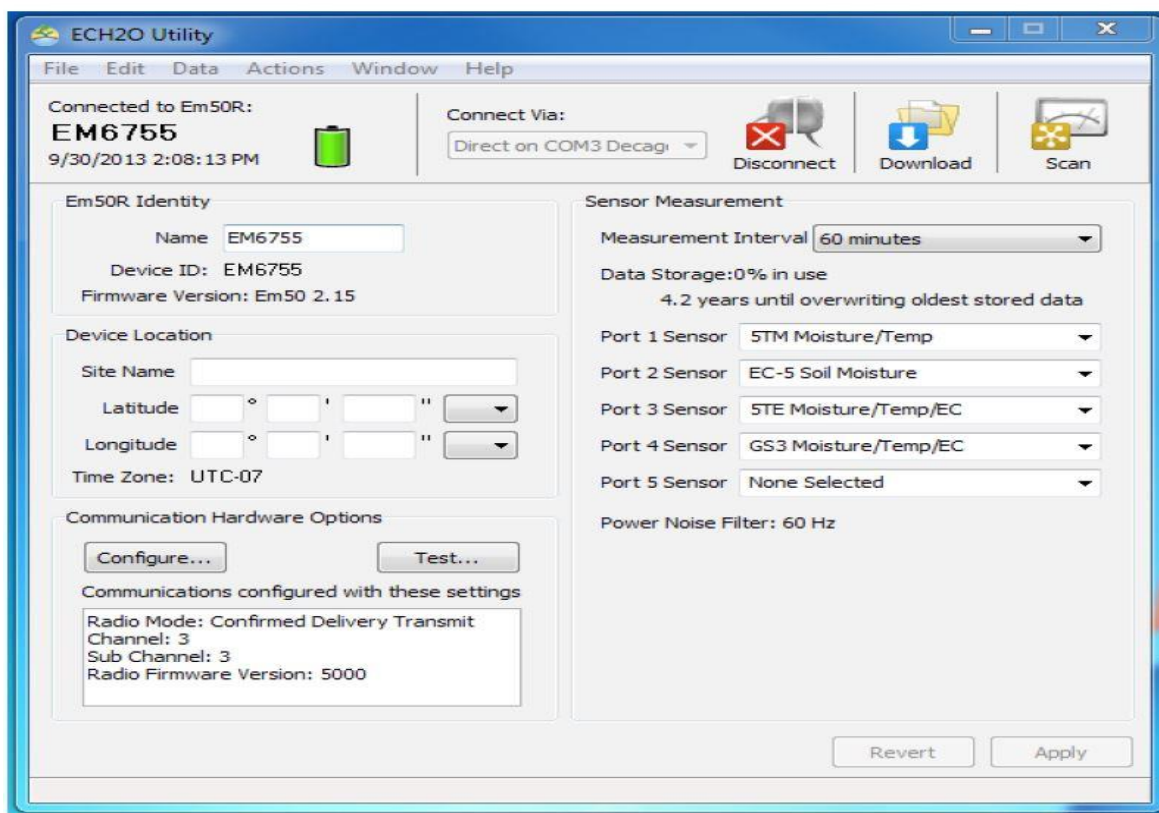 ECH2O Utility
File Edit Data Actions Window Help
Connected to Em50R:
EM6755
9/30/2013 2:08:13 PM
Connect Via:
Direct on COM3 Decag
Disconnect
Download
Scan
Em50R Identity
Name EM6755
Device ID: EM6755
Firmware Version: Em50 2.15
Device Location
Site Name
Latitude ° ' "
Longitude ° ' "
Time Zone: UTC-07
Communication Hardware Options
Configure... Test...
Communications configured with these settings
Radio Mode: Confirmed Delivery Transmit
Channel: 3
Sub Channel: 3
Radio Firmware Version: 5000
Sensor Measurement
Measurement Interval 60 minutes
Data Storage:0% in use
4.2 years until overwriting oldest stored data
Port 1 Sensor 5TM Moisture/Temp
Port 2 Sensor EC-5 Soil Moisture
Port 3 Sensor 5TE Moisture/Temp/EC
Port 4 Sensor GS3 Moisture/Temp/EC
Port 5 Sensor None Selected
Power Noise Filter: 60 Hz
Revert Apply